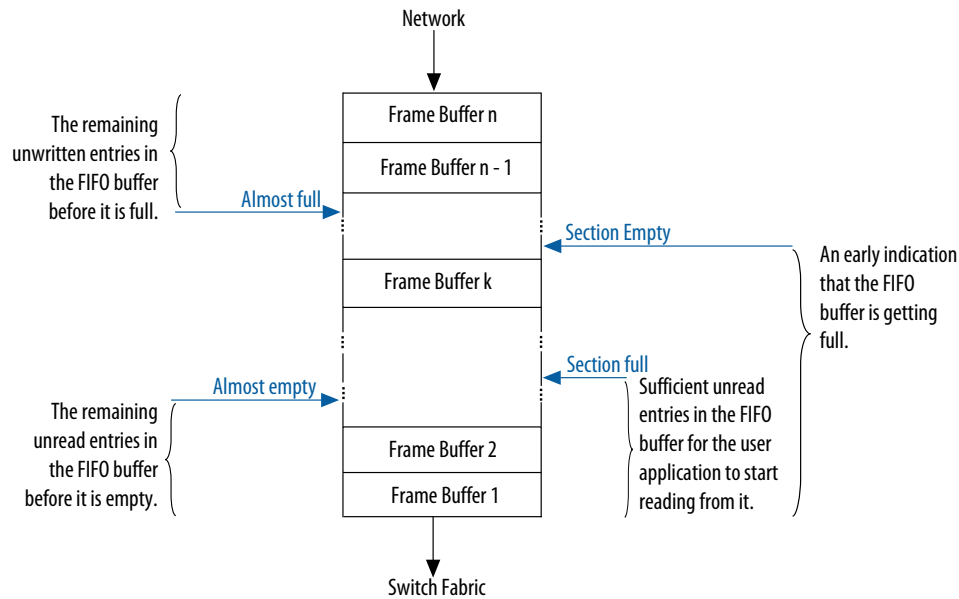 Network
Frame Buffer n
The remaining
unwritten entries in
the FIFO buffer
before it is full.
Frame Buffer n - 1
Almost full
Section Empty
An early indication
that the FIFO
buffer is getting
full.
Frame Buffer k
Section full
Almost empty
Sufficient unread
entries in the FIFO
buffer for the user
application to start
reading from it.
The remaining
unread entries in
the FIFO buffer
before it is empty.
Frame Buffer 2
Frame Buffer 1
Switch Fabric